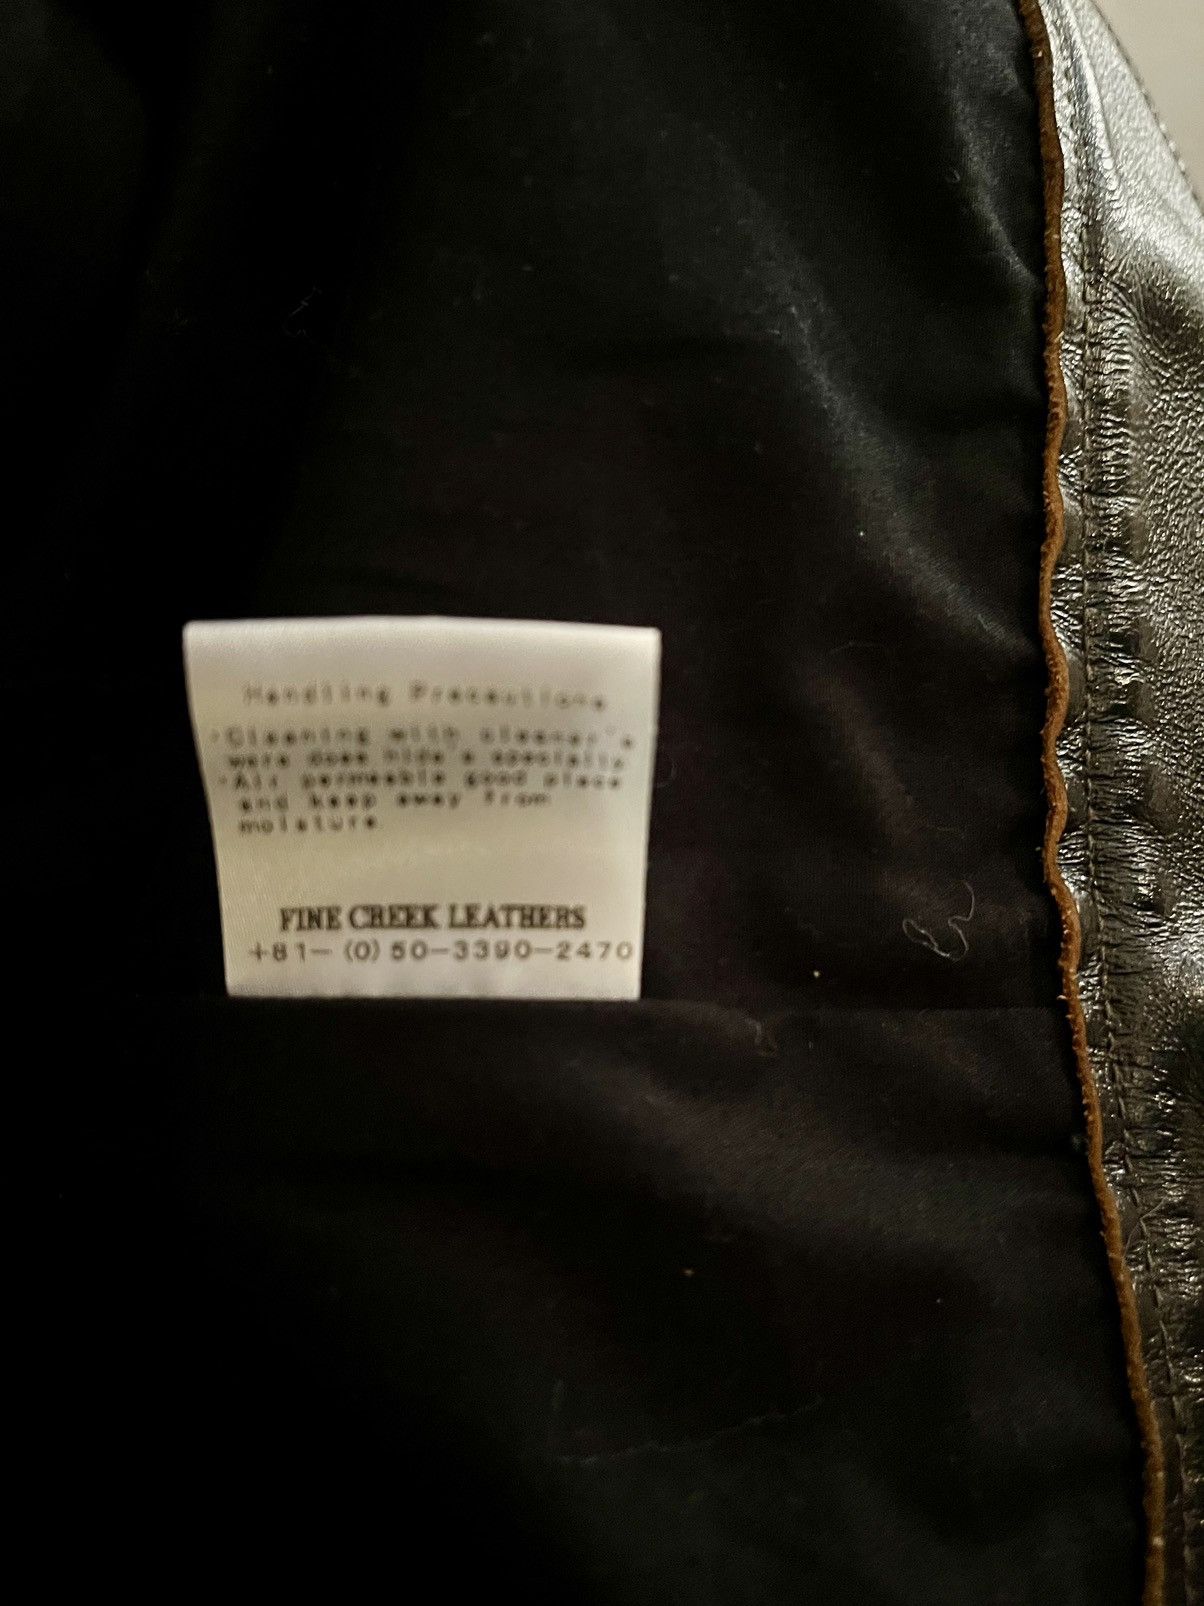 Handling Precautions
・Cleaning with cleaner's
were does hide's specially
・Air permeable good place
and keep away from
moisture.
FINE CREEK LEATHERS
+81-(0)50-3390-2470